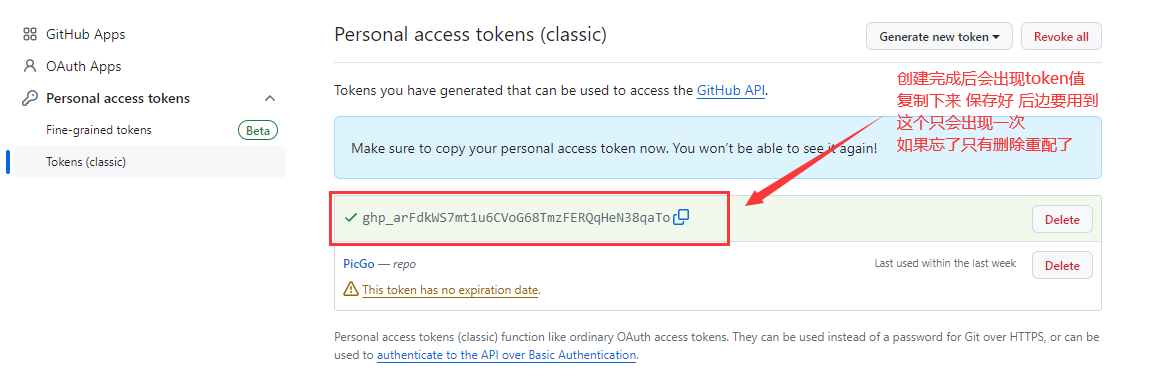 GitHub Apps
OAuth Apps
Personal access tokens
Fine-grained tokens Beta
Tokens (classic)
Personal access tokens (classic)
Generate new token
Revoke all
Tokens you have generated that can be used to access the GitHub API.
创建完成后会出现token值
复制下来 保存好 后边要用到
这个只会出现一次
如果忘了只有删除重配了
Make sure to copy your personal access token now. You won’t be able to see it again!
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
Delete
PicGo — repo
Last used within the last week
Delete
This token has no expiration date.
Personal access tokens (classic) function like ordinary OAuth access tokens. They can be used instead of a password for Git over HTTPS, or can be
used to authenticate to the API over Basic Authentication.